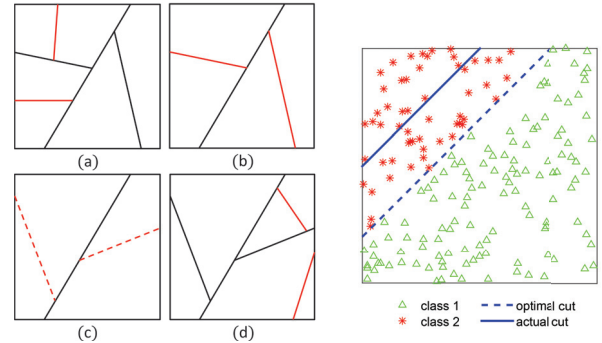 (a)
(b)
(c)
(d)
class 1
optimal cut
class 2
actual cut